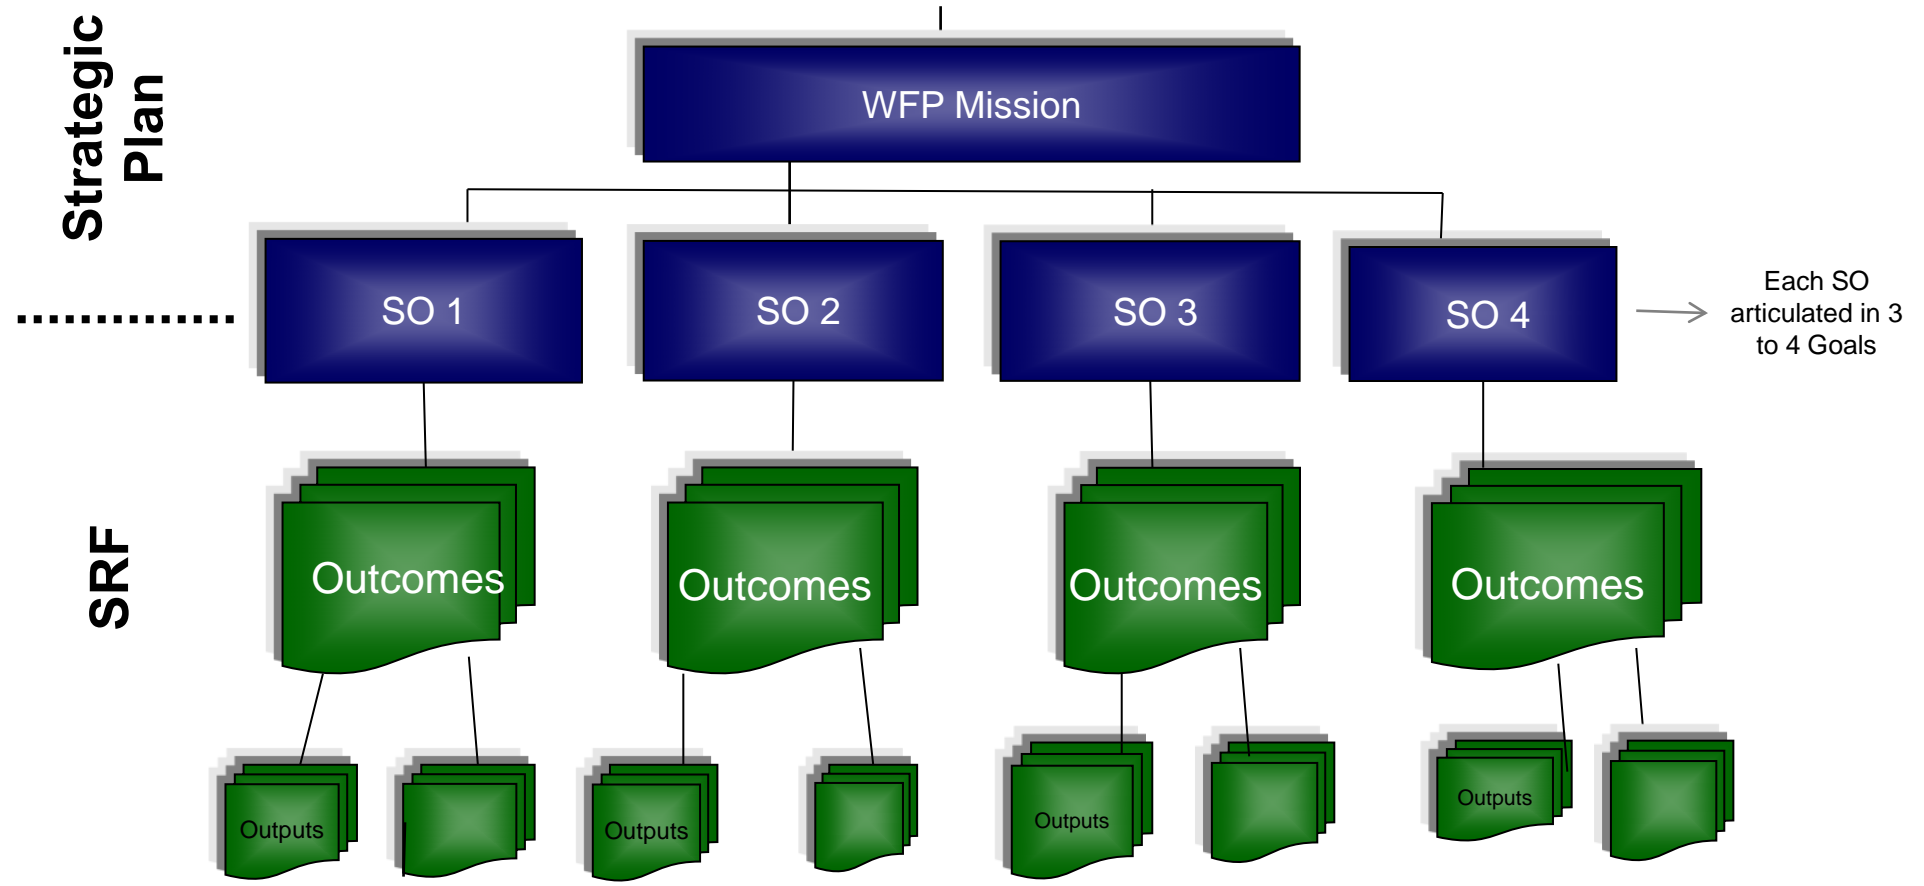 Strategic
Plan
WFP Mission
SO 1
SO 2
SO 3
SO 4
Each SO
articulated in 3
to 4 Goals
SRF
Outcomes
Outcomes
Outcomes
Outcomes
Outputs
Outputs
Outputs
Outputs